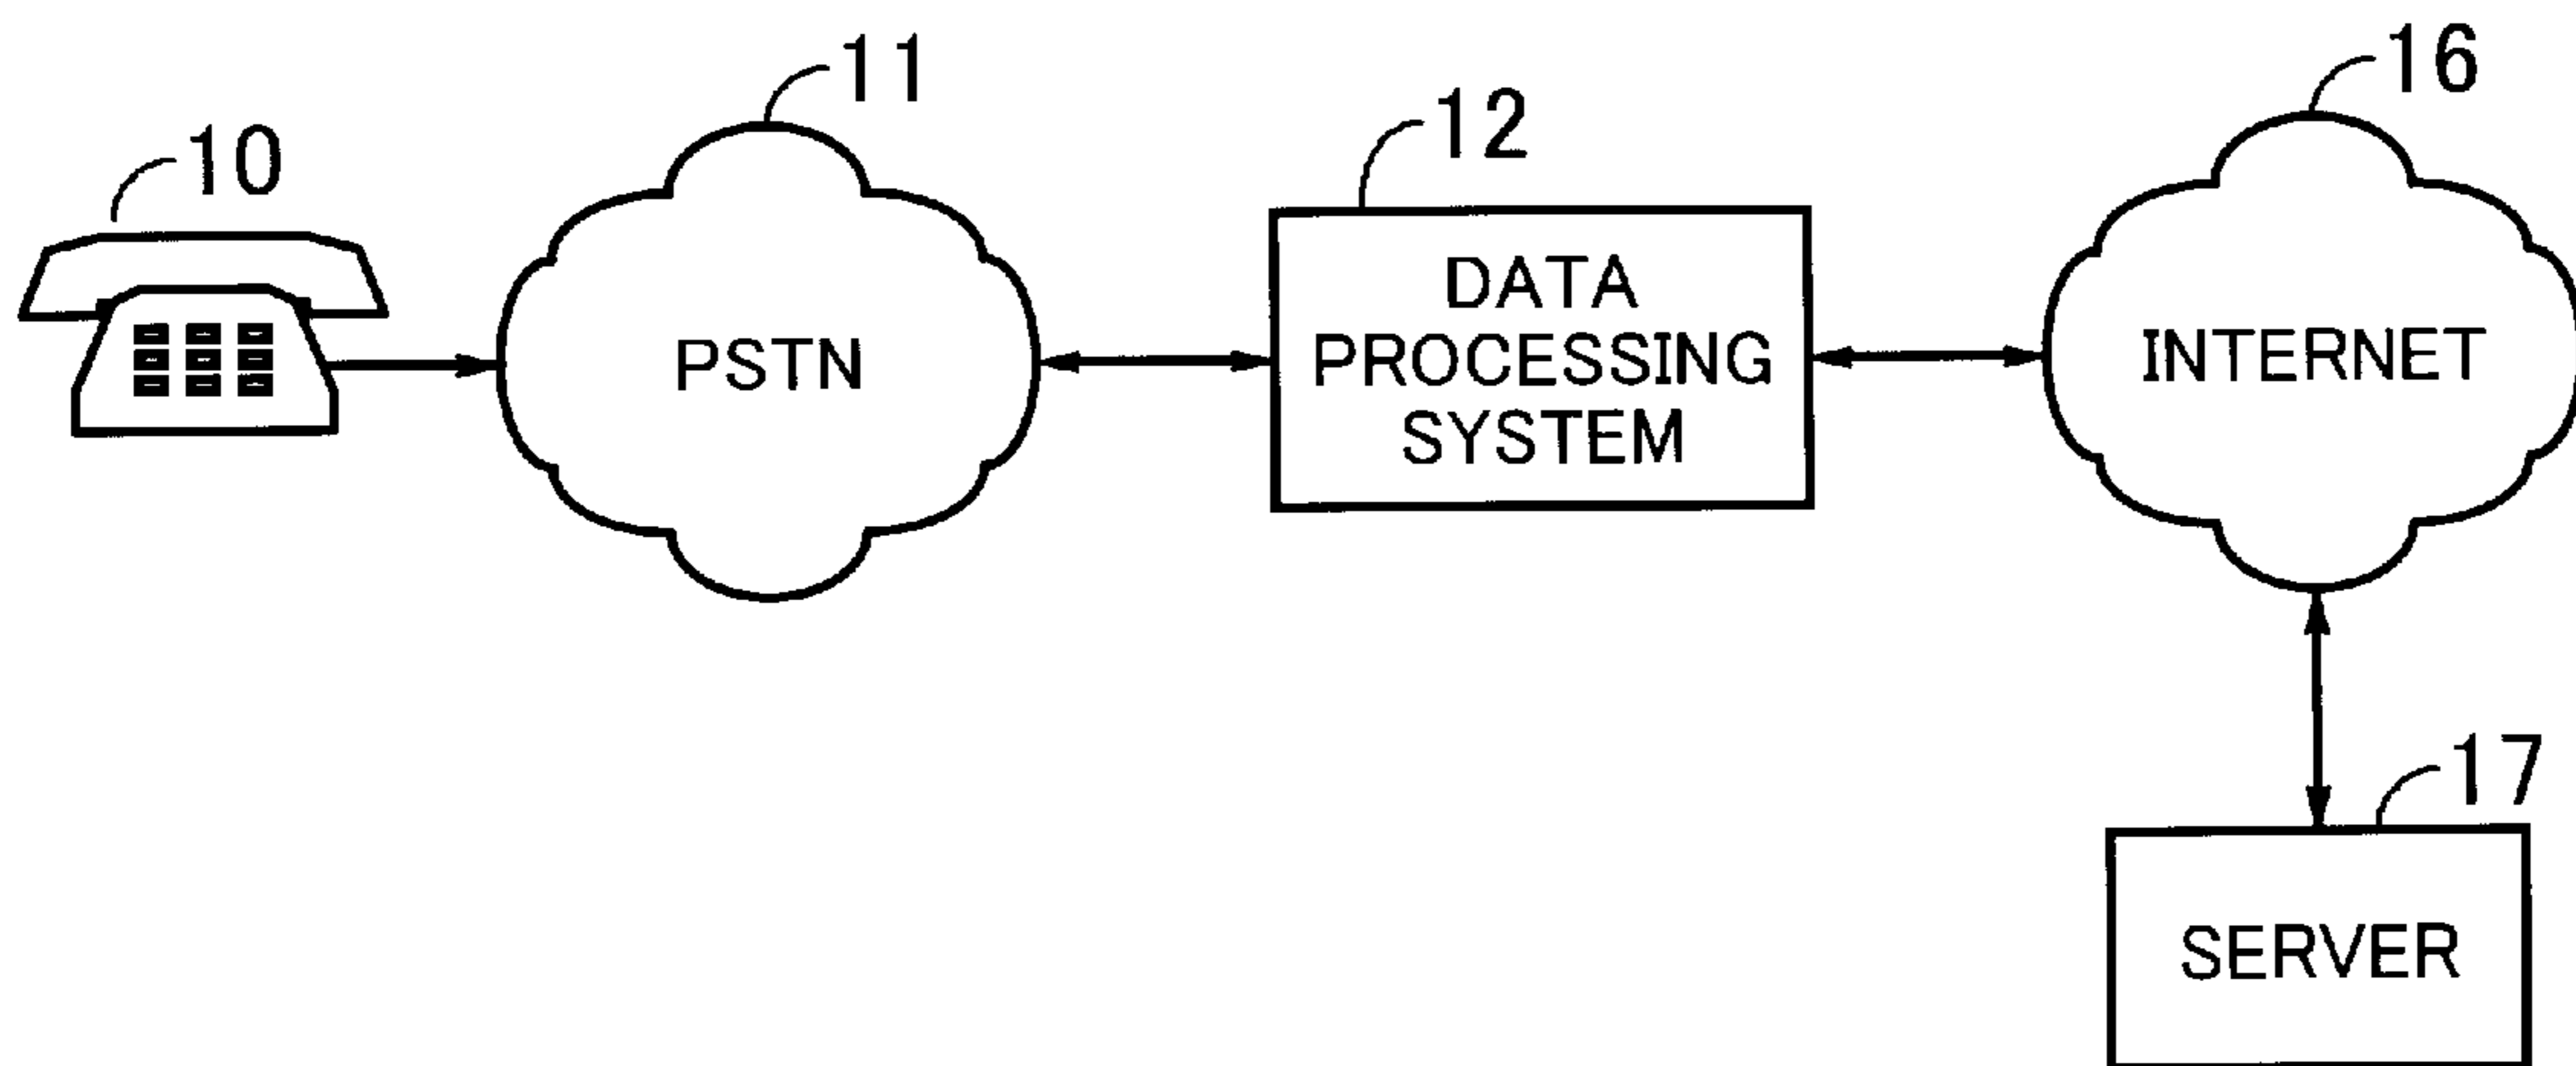 10
11
12
16
PSTN
DATA
PROCESSING
SYSTEM
INTERNET
17
SERVER